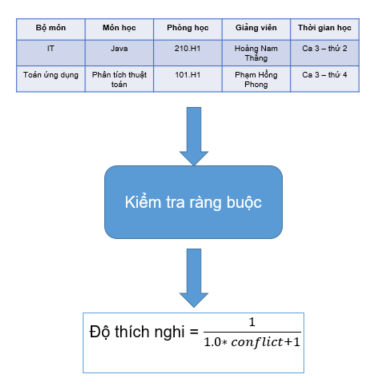 Bộ môn Môn học Phòng học Giảng viên Thời gian học
IT Java 210.H1 Hoàng Nam Thắng Ca 3 – thứ 2
Toán ứng dụng Phân tích thuật toán 101.H1 Phạm Hồng Phong Ca 3 – thứ 4
Kiểm tra ràng buộc
Độ thích nghi = 1 / 1.0* conflict+1